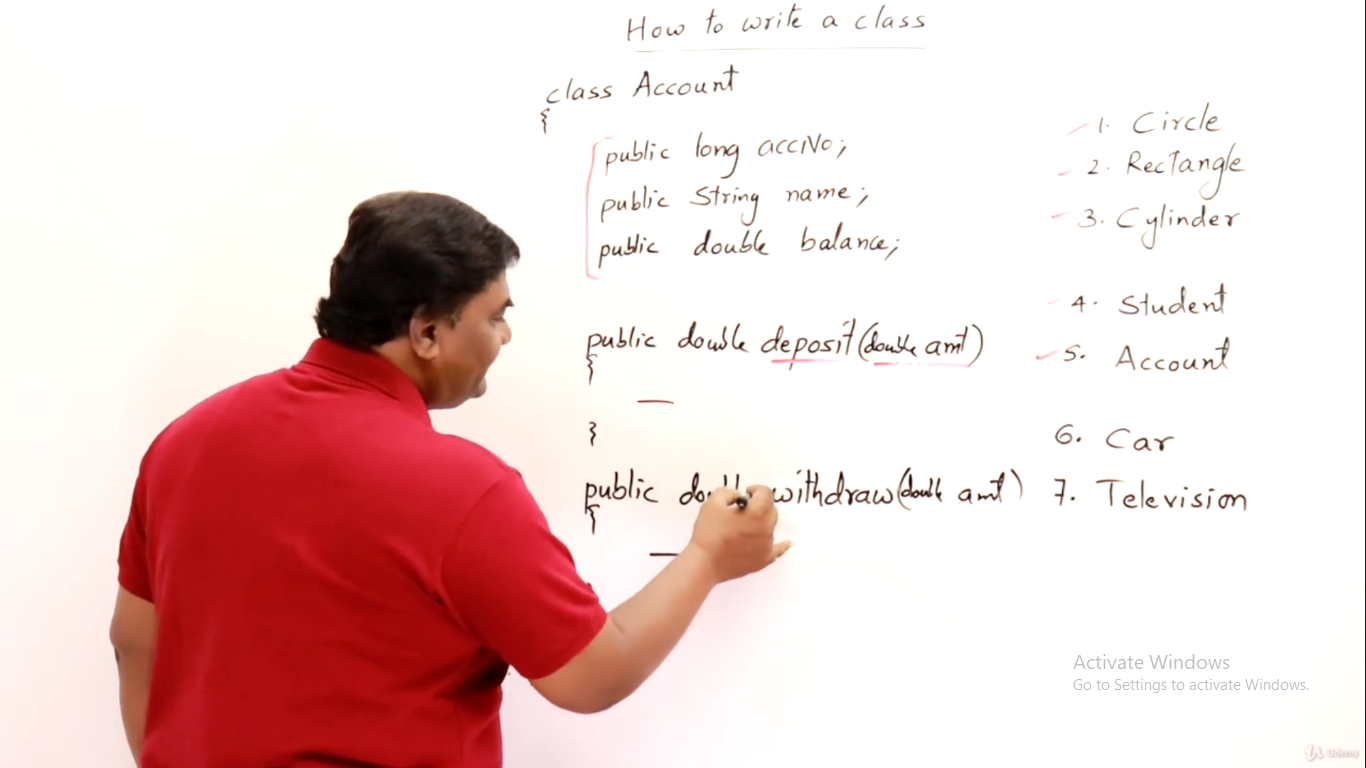 How to write a class
class Account
{
public long accNo;
public String name;
public double balance;
public double deposit(double amt)
{
}
public double withdraw(double amt)
{
1. Circle
2. Rectangle
3. Cylinder
4. Student
5. Account
6. Car
7. Television
Activate Windows
Go to Settings to activate Windows.
Udemy